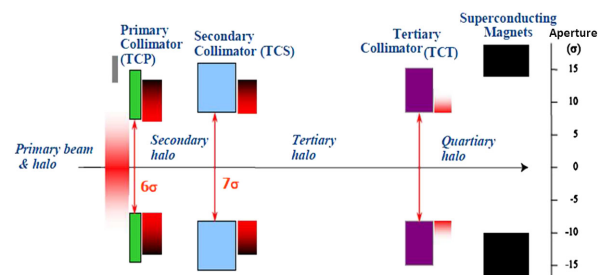 Primary
Collimator
(TCP)
Secondary
Collimator (TCS)
Tertiary
Collimator (TCT)
Superconducting
Magnets
Aperture
(σ)
15
10
5
0
-5
-10
-15
Primary beam
& halo
Secondary
halo
Tertiary
halo
Quartiary
halo
6σ
7σ